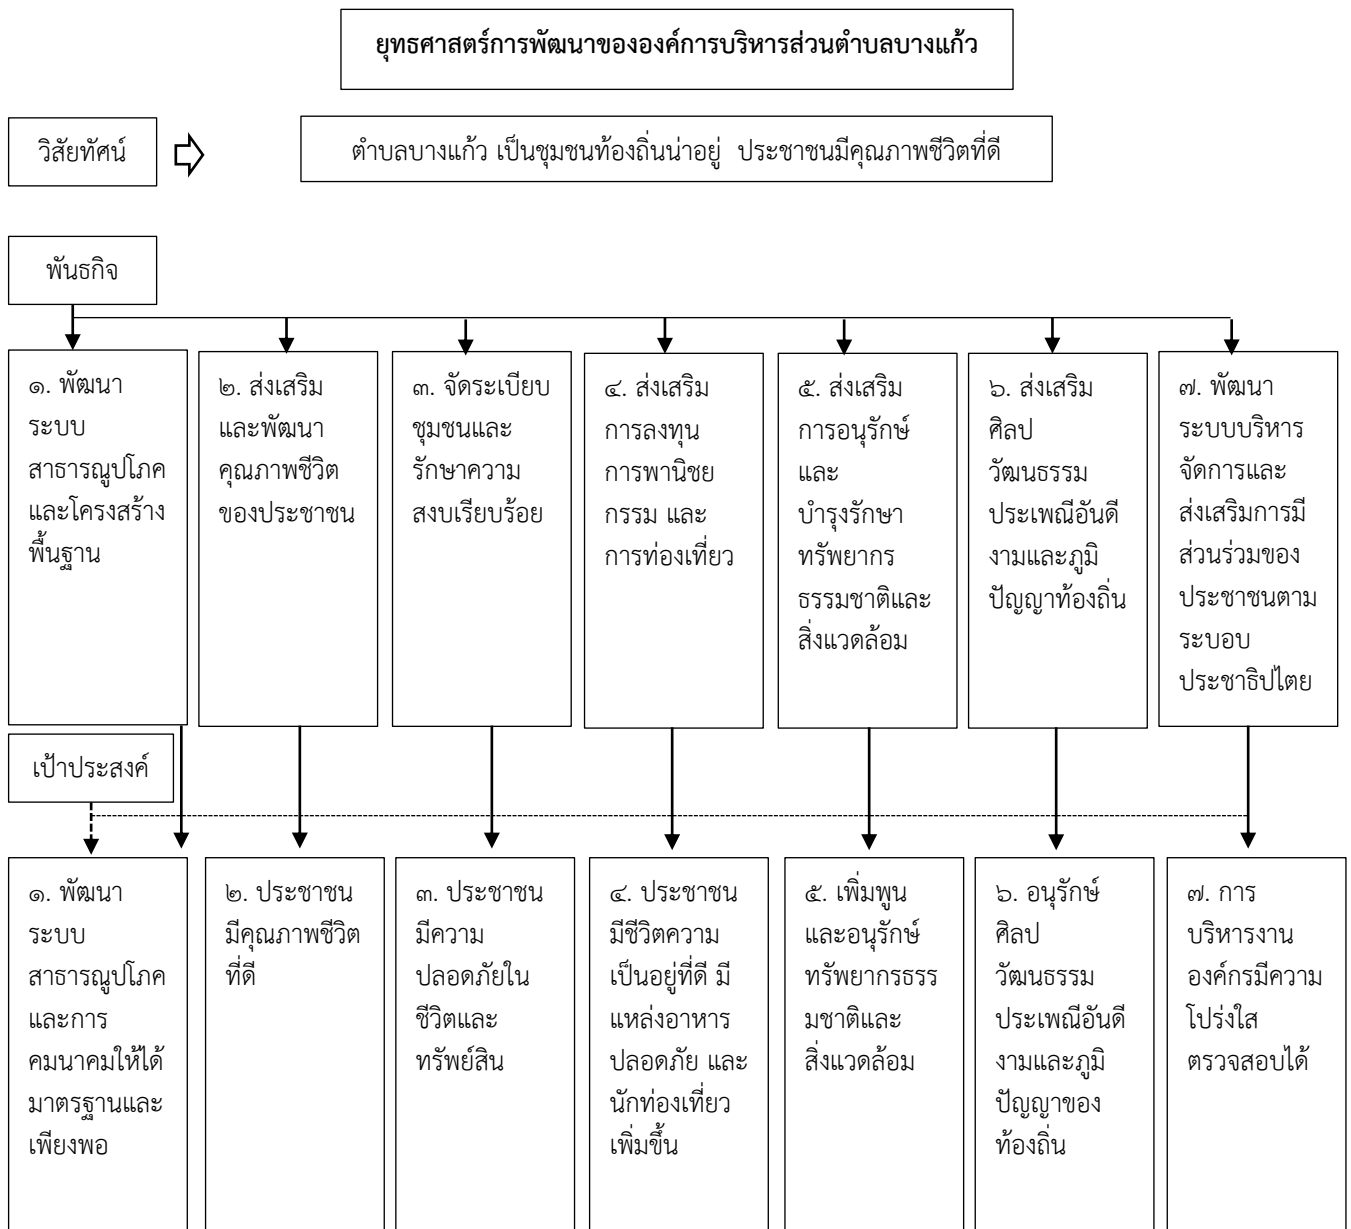 ยุทธศาสตร์การพัฒนาขององค์การบริหารส่วนตำบลบางแก้ว
วิสัยทัศน์
ตำบลบางแก้ว เป็นชุมชนท้องถิ่นน่าอยู่ ประชาชนมีคุณภาพชีวิตที่ดี
พันธกิจ
๑. พัฒนา
ระบบ
สาธารณูปโภค
และโครงสร้าง
พื้นฐาน
๒. ส่งเสริม
และพัฒนา
คุณภาพชีวิต
ของประชาชน
๓. จัดระเบียบ
ชุมชนและ
รักษาความ
สงบเรียบร้อย
๔. ส่งเสริม
การลงทุน
การพานิชย
กรรม และ
การท่องเที่ยว
๕. ส่งเสริม
การอนุรักษ์
และ
บำรุงรักษา
ทรัพยากร
ธรรมชาติและ
สิ่งแวดล้อม
๖. ส่งเสริม
ศิลป
วัฒนธรรม
ประเพณีอันดี
งามและภูมิ
ปัญญาท้องถิ่น
๗. พัฒนา
ระบบบริหาร
จัดการและ
ส่งเสริมการมี
ส่วนร่วมของ
ประชาชนตาม
ระบอบ
ประชาธิปไตย
เป้าประสงค์
๑. พัฒนา
ระบบ
สาธารณูปโภค
และการ
คมนาคมให้ได้
มาตรฐานและ
เพียงพอ
๒. ประชาชน
มีคุณภาพชีวิต
ที่ดี
๓. ประชาชน
มีความ
ปลอดภัยใน
ชีวิตและ
ทรัพย์สิน
๔. ประชาชน
มีชีวิตความ
เป็นอยู่ที่ดี มี
แหล่งอาหาร
ปลอดภัย และ
นักท่องเที่ยว
เพิ่มขึ้น
๕. เพิ่มพูน
และอนุรักษ์
ทรัพยากรธรร
มชาติและ
สิ่งแวดล้อม
๖. อนุรักษ์
ศิลป
วัฒนธรรม
ประเพณีอันดี
งามและภูมิ
ปัญญาของ
ท้องถิ่น
๗. การ
บริหารงาน
องค์กรมีความ
โปร่งใส
ตรวจสอบได้